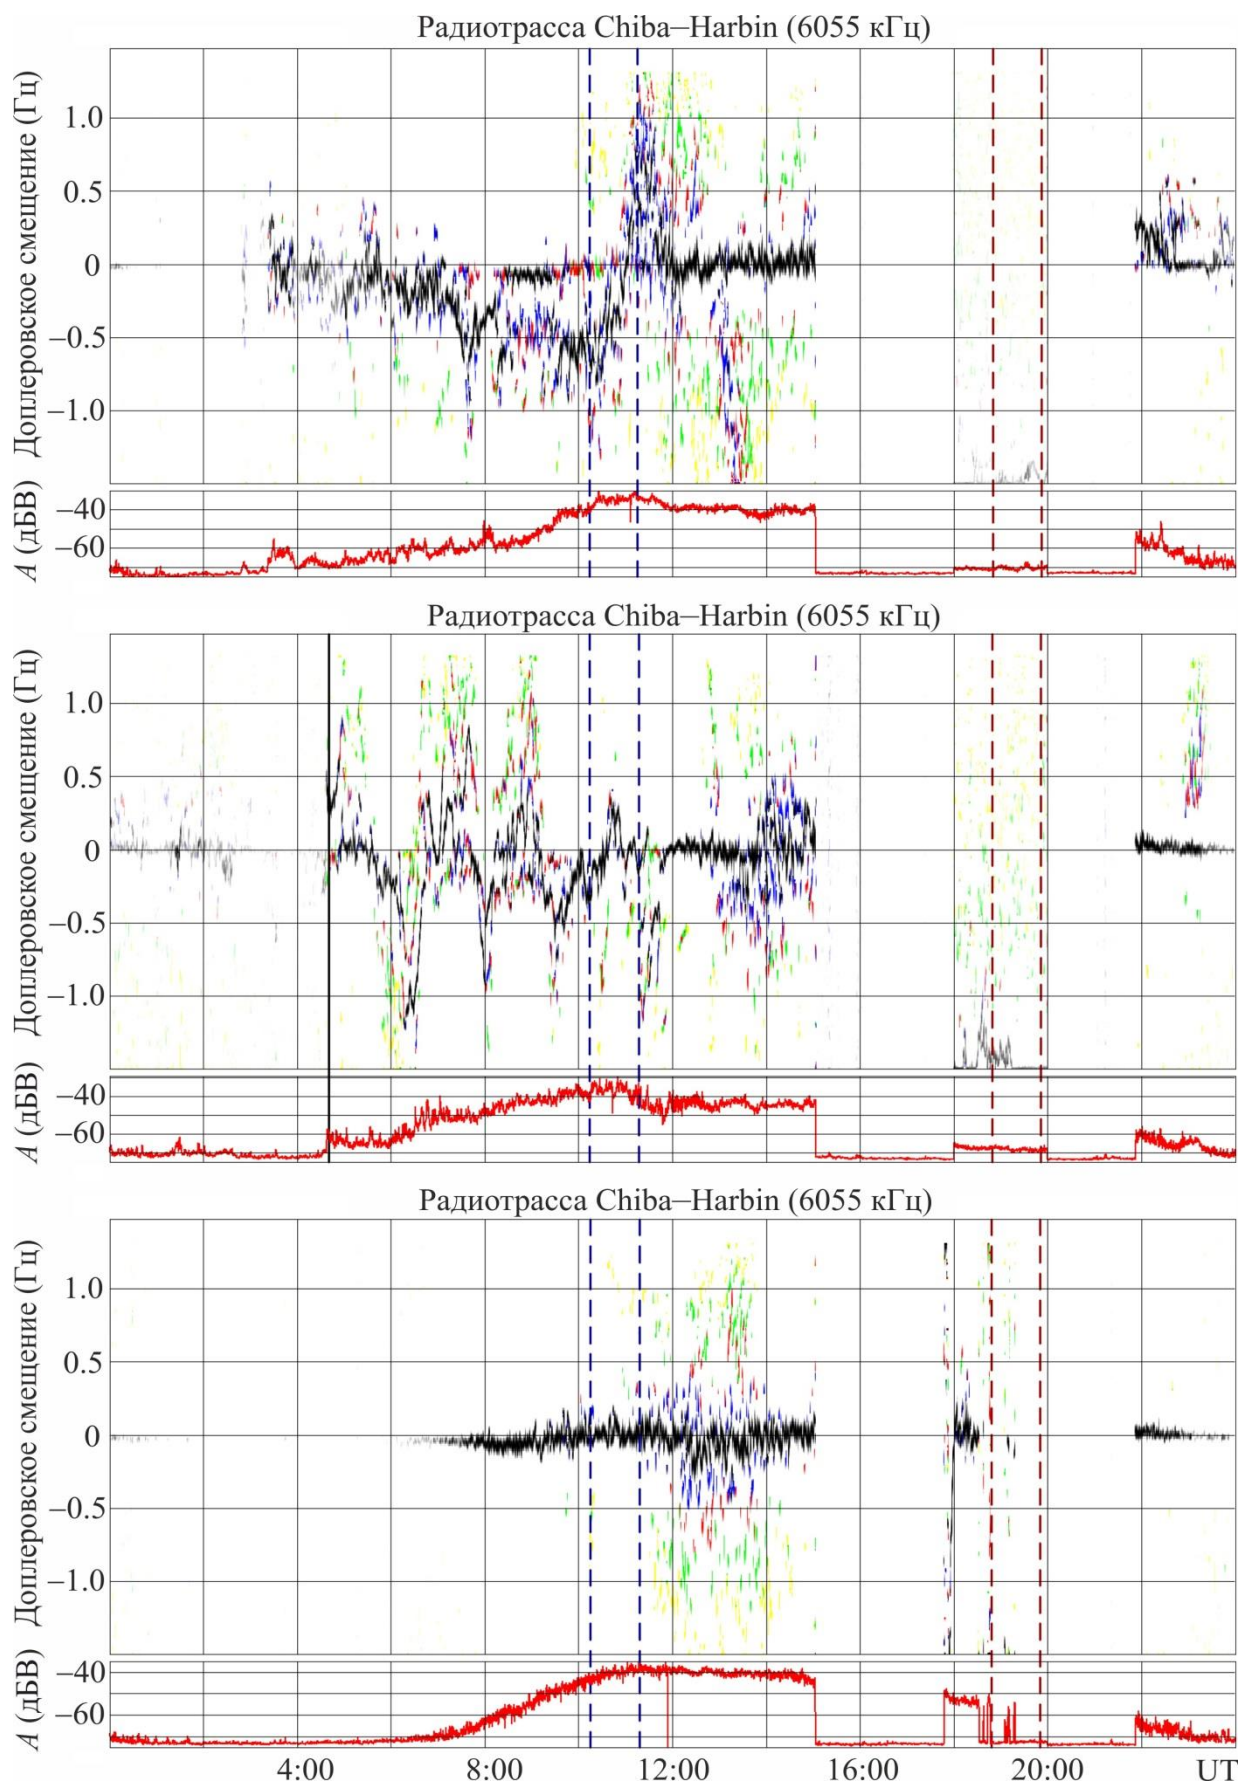 Радиотрасса Chiba–Harbin (6055 кГц)
Доплеровское смещение (Гц)
1.0
0.5
0
–0.5
–1.0
A (дБВ)
–40
–60
Радиотрасса Chiba–Harbin (6055 кГц)
Доплеровское смещение (Гц)
1.0
0.5
0
–0.5
–1.0
A (дБВ)
–40
–60
Радиотрасса Chiba–Harbin (6055 кГц)
Доплеровское смещение (Гц)
1.0
0.5
0
–0.5
–1.0
A (дБВ)
–40
–60
4:00 8:00 12:00 16:00 20:00 UT